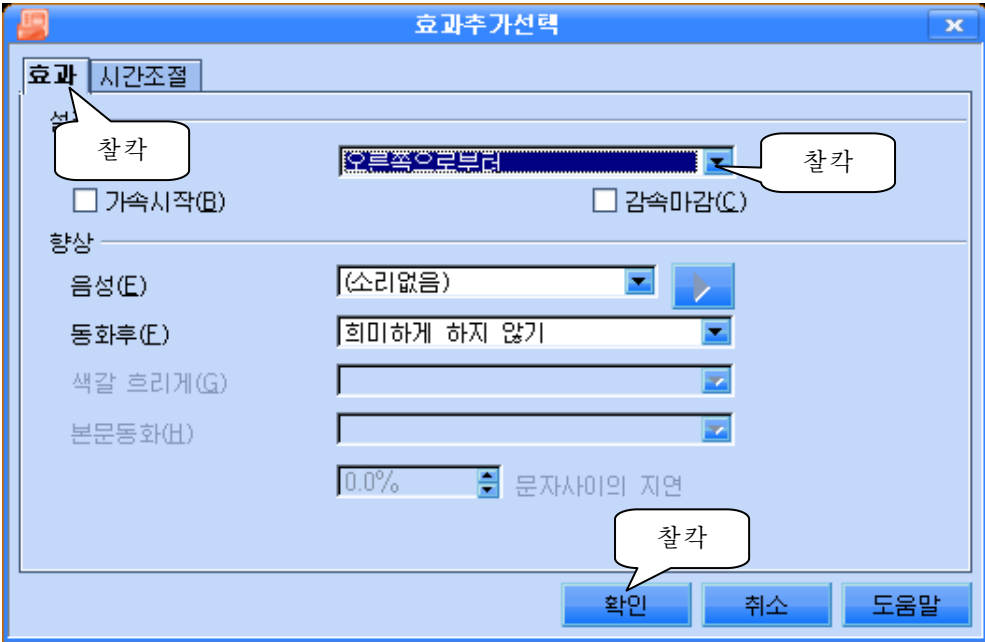 효과추가선택
효과 시간조절
찰칵
오른쪽으로부터
찰칵
가속시작(B) 감속마감(C)
향상
음성(E) (소리없음)
동화후(F) 희미하게 하지 않기
색갈 흐리게(G)
본문동화(H)
0.0% 문자사이의 지연
찰칵
확인 취소 도움말